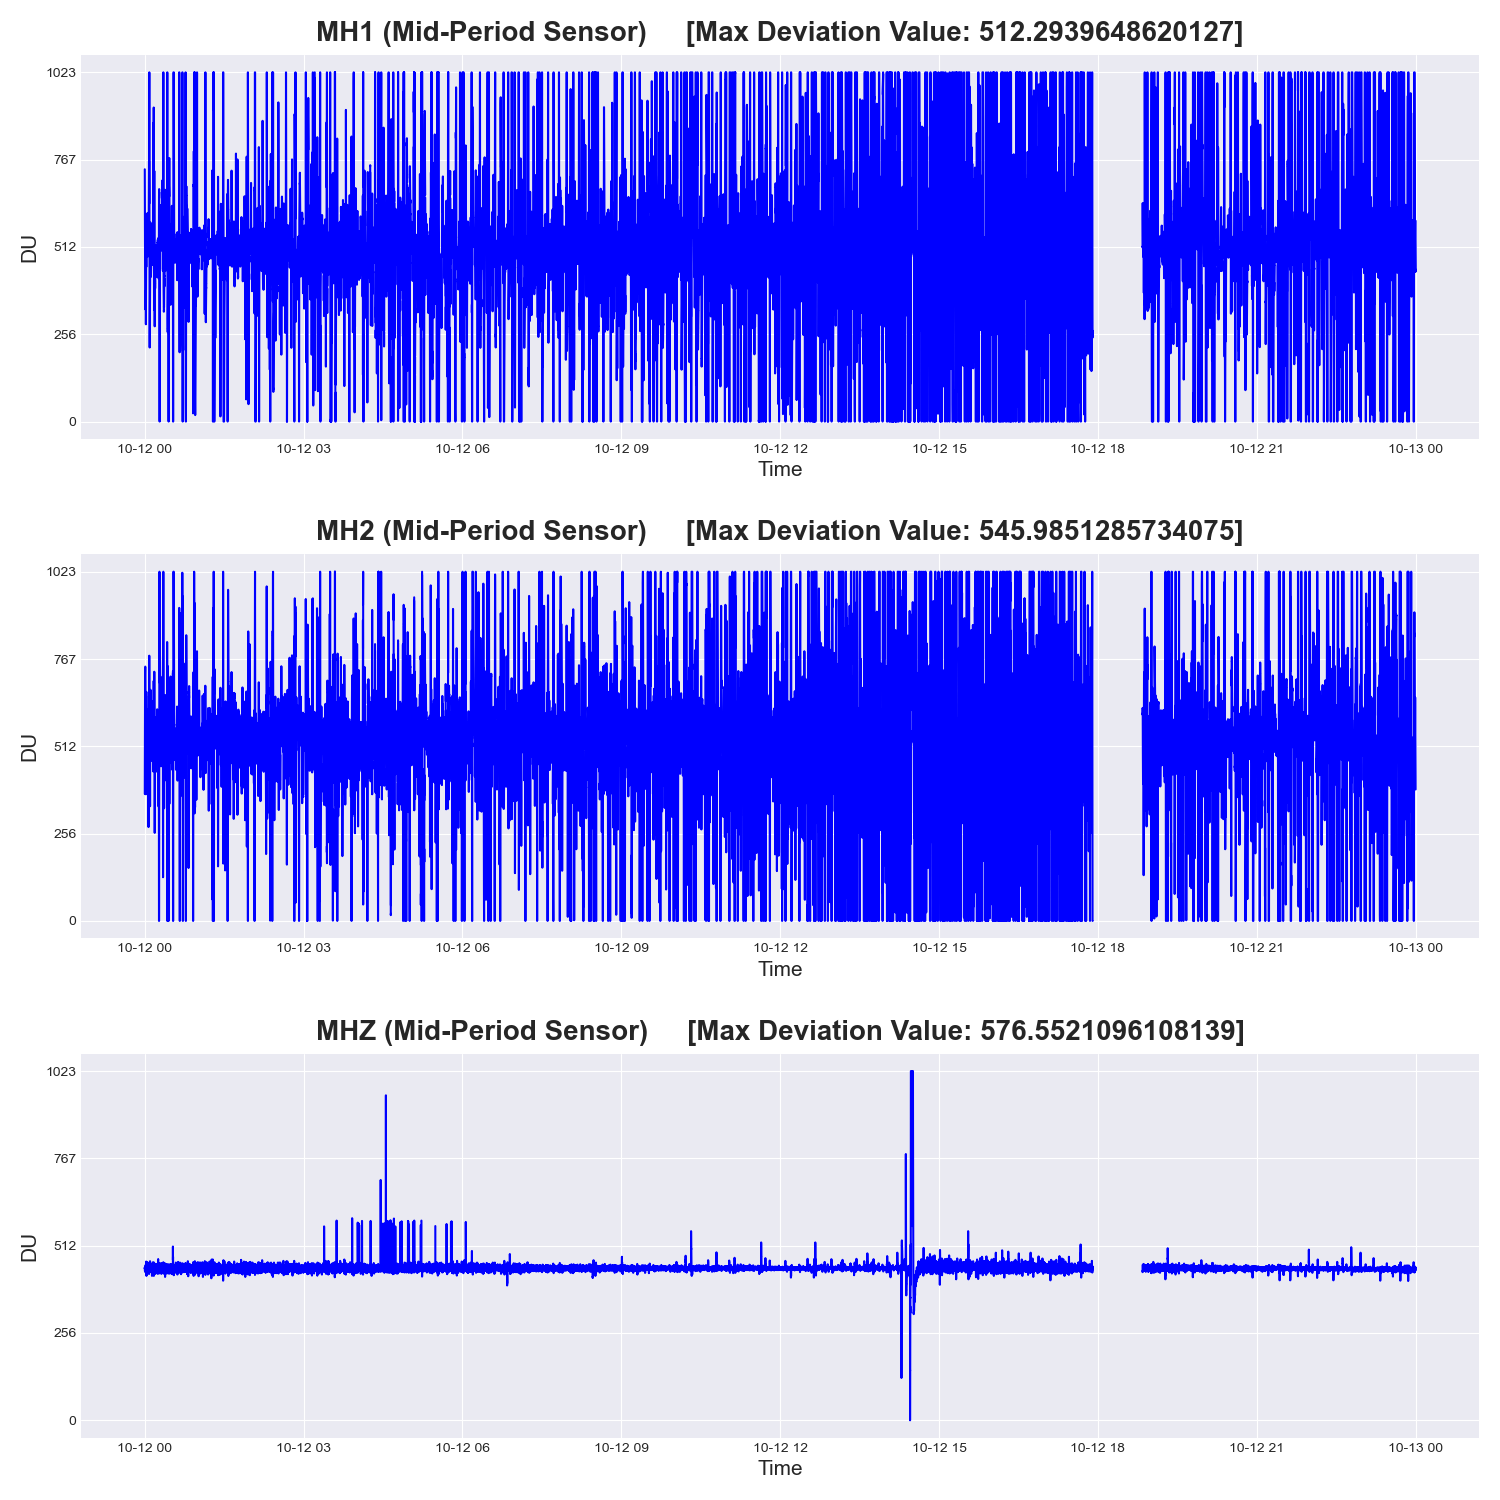 MH1 (Mid-Period Sensor)     [Max Deviation Value: 512.2939648620127]
1023
767
512
256
0
DU
10-12 00 10-12 03 10-12 06 10-12 09 10-12 12 10-12 15 10-12 18 10-12 21 10-13 00
Time
MH2 (Mid-Period Sensor)     [Max Deviation Value: 545.9851285734075]
1023
767
512
256
0
DU
10-12 00 10-12 03 10-12 06 10-12 09 10-12 12 10-12 15 10-12 18 10-12 21 10-13 00
Time
MHZ (Mid-Period Sensor)     [Max Deviation Value: 576.5521096108139]
1023
767
512
256
0
DU
10-12 00 10-12 03 10-12 06 10-12 09 10-12 12 10-12 15 10-12 18 10-12 21 10-13 00
Time